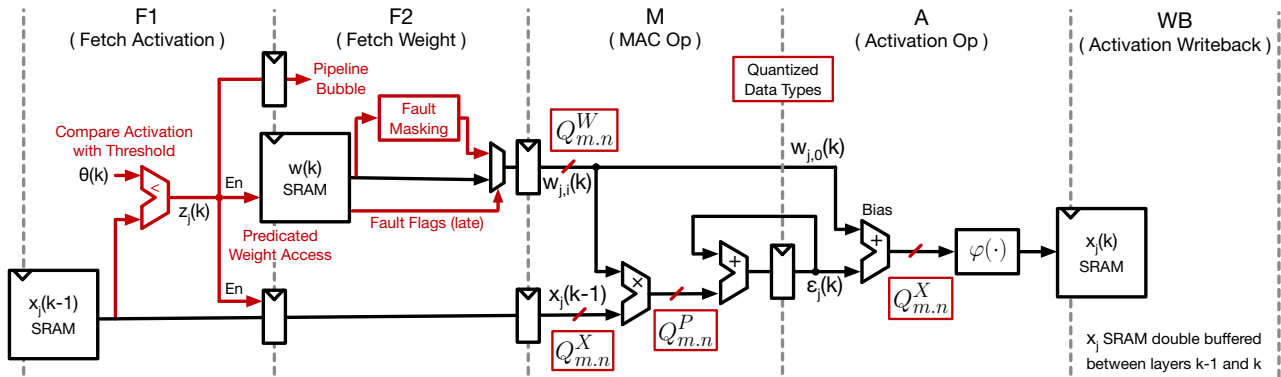 F1
( Fetch Activation )
F2
( Fetch Weight )
M
( MAC Op )
A
( Activation Op )
WB
( Activation Writeback )
Pipeline
Bubble
Quantized
Data Types
Fault
Masking
Compare Activation
with Threshold
θ(k)
<
z_j(k)
En
w(k)
SRAM
Fault Flags (late)
Predicated
Weight Access
En
x_j(k-1)
SRAM
Q^W_{m.n}
w_{j,i}(k)
w_{j,0}(k)
x_j(k-1)
Q^X_{m.n}
×
Q^P_{m.n}
+
ε_j(k)
Bias
+
Q^X_{m.n}
φ(·)
x_j(k)
SRAM
x_j SRAM double buffered
between layers k-1 and k